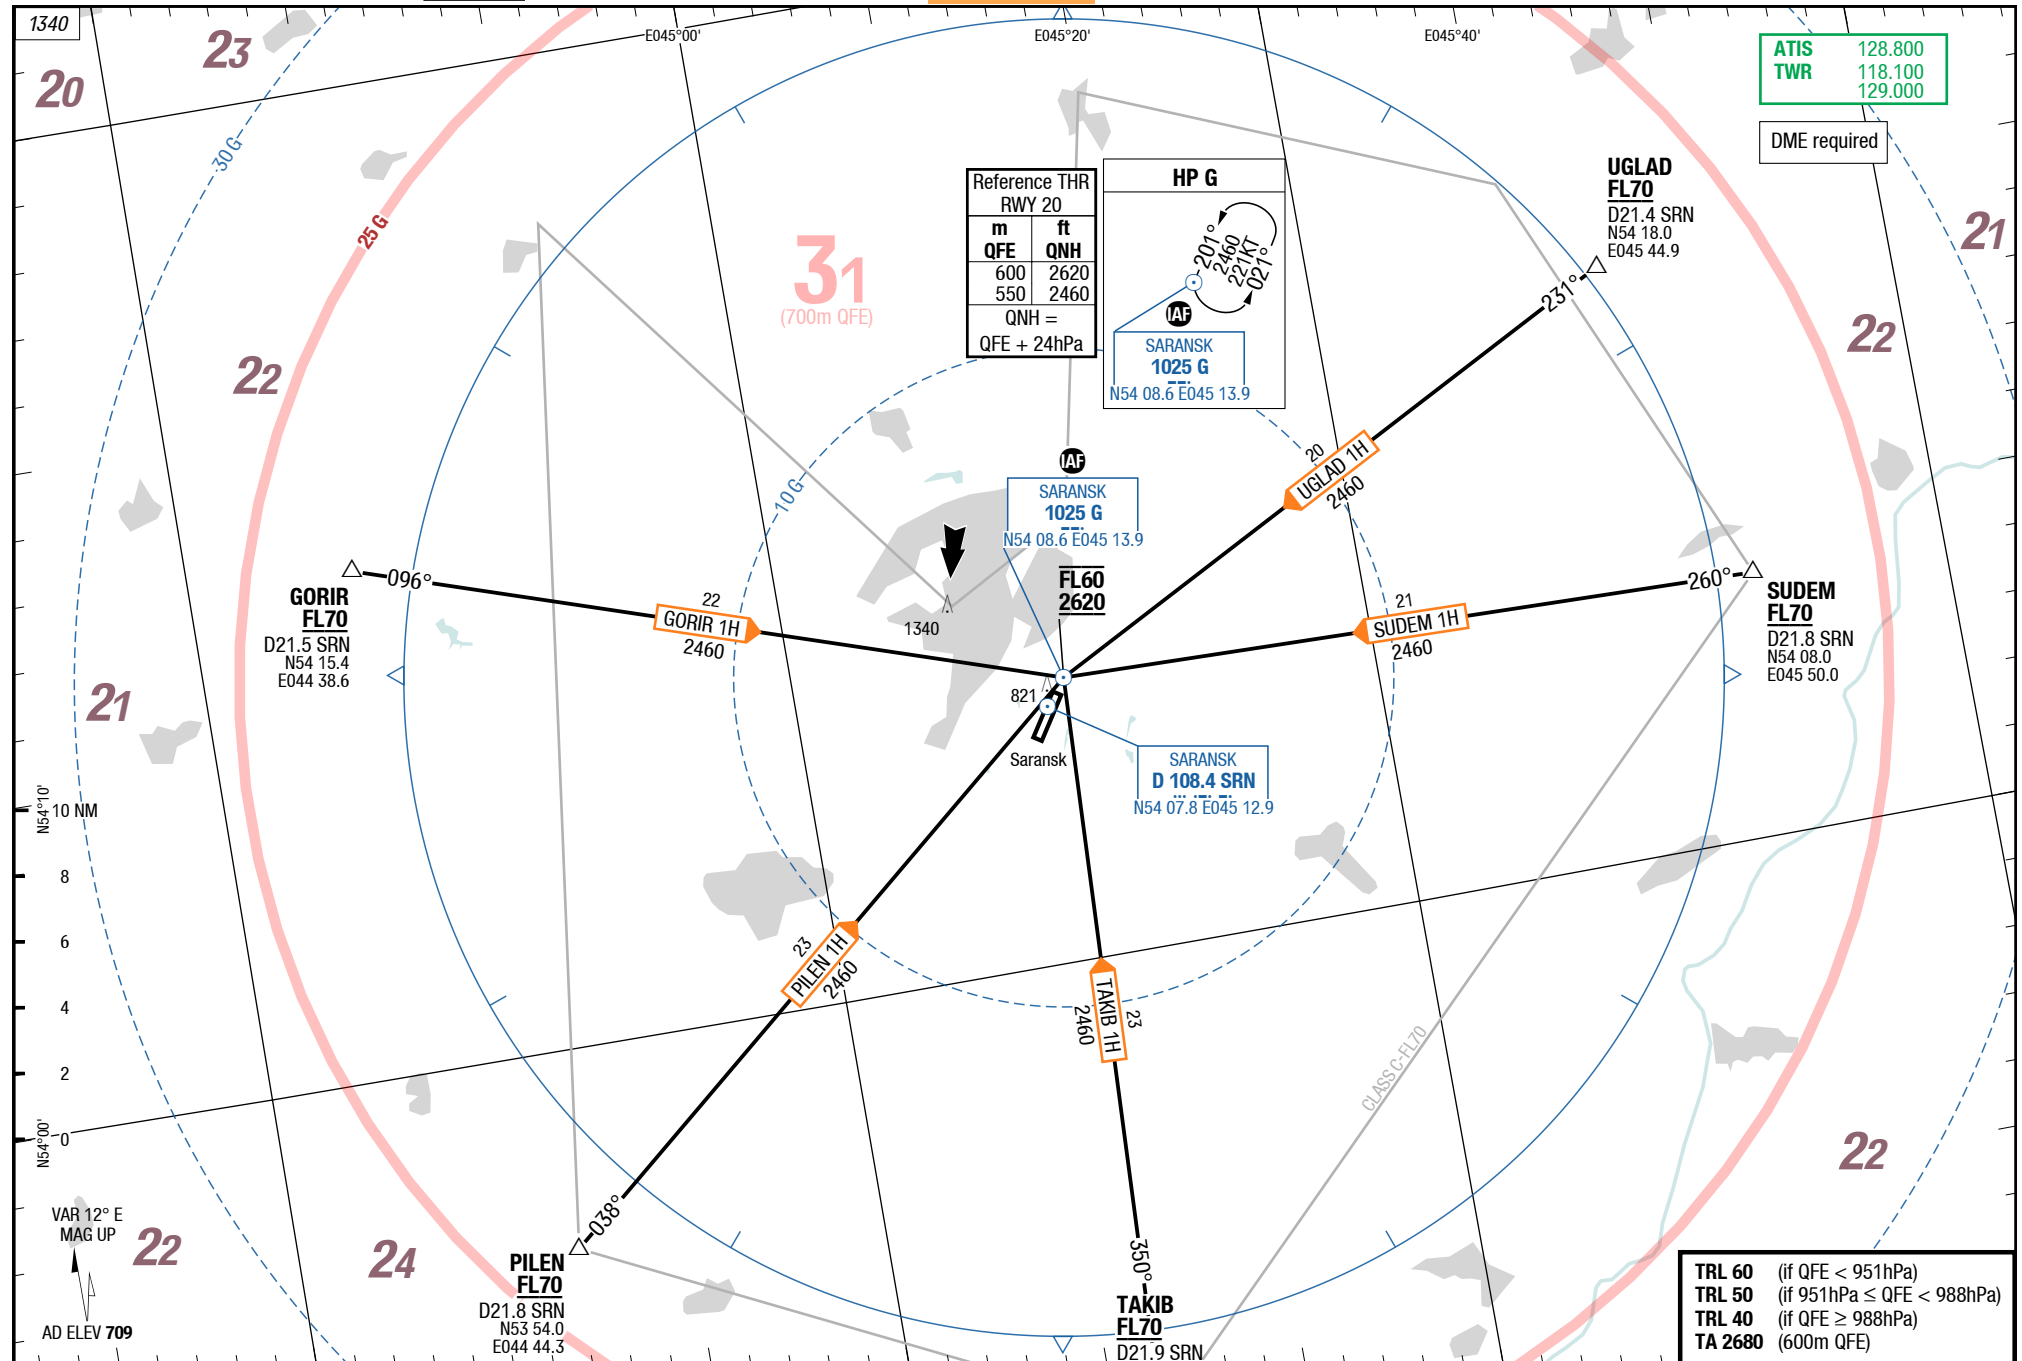 1340
23
20
E045°00'
E045°20'
E045°40'
ATIS 128.800
TWR 118.100
129.000
DME required
30 G
25 G
31
(700m QFE)
Reference THR
RWY 20
m ft
QFE QNH
600 2620
550 2460
QNH =
QFE + 24hPa
HP G
201°
2460
221KT
021°
IAF
SARANSK
1025 G
N54 08.6 E045 13.9
UGLAD
FL70
D21.4 SRN
N54 18.0
E045 44.9
21
22
22
231°
20
UGLAD 1H
2460
10 G
IAF
SARANSK
1025 G
N54 08.6 E045 13.9
FL60
2620
GORIR
FL70
D21.5 SRN
N54 15.4
E044 38.6
096°
22
GORIR 1H
2460
1340
21
SUDEM 1H
2460
260°
SUDEM
FL70
D21.8 SRN
N54 08.0
E045 50.0
21
821
Saransk
SARANSK
D 108.4 SRN
N54 07.8 E045 12.9
N54°10'
10 NM
8
6
4
2
0
N54°00'
23
PILEN 1H
2460
23
TAKIB 1H
2460
CLASS C-FL70
22
VAR 12° E
MAG UP
22
24
AD ELEV 709
038°
PILEN
FL70
D21.8 SRN
N53 54.0
E044 44.3
350°
TAKIB
FL70
D21.9 SRN
TRL 60 (if QFE < 951hPa)
TRL 50 (if 951hPa ≤ QFE < 988hPa)
TRL 40 (if QFE ≥ 988hPa)
TA 2680 (600m QFE)